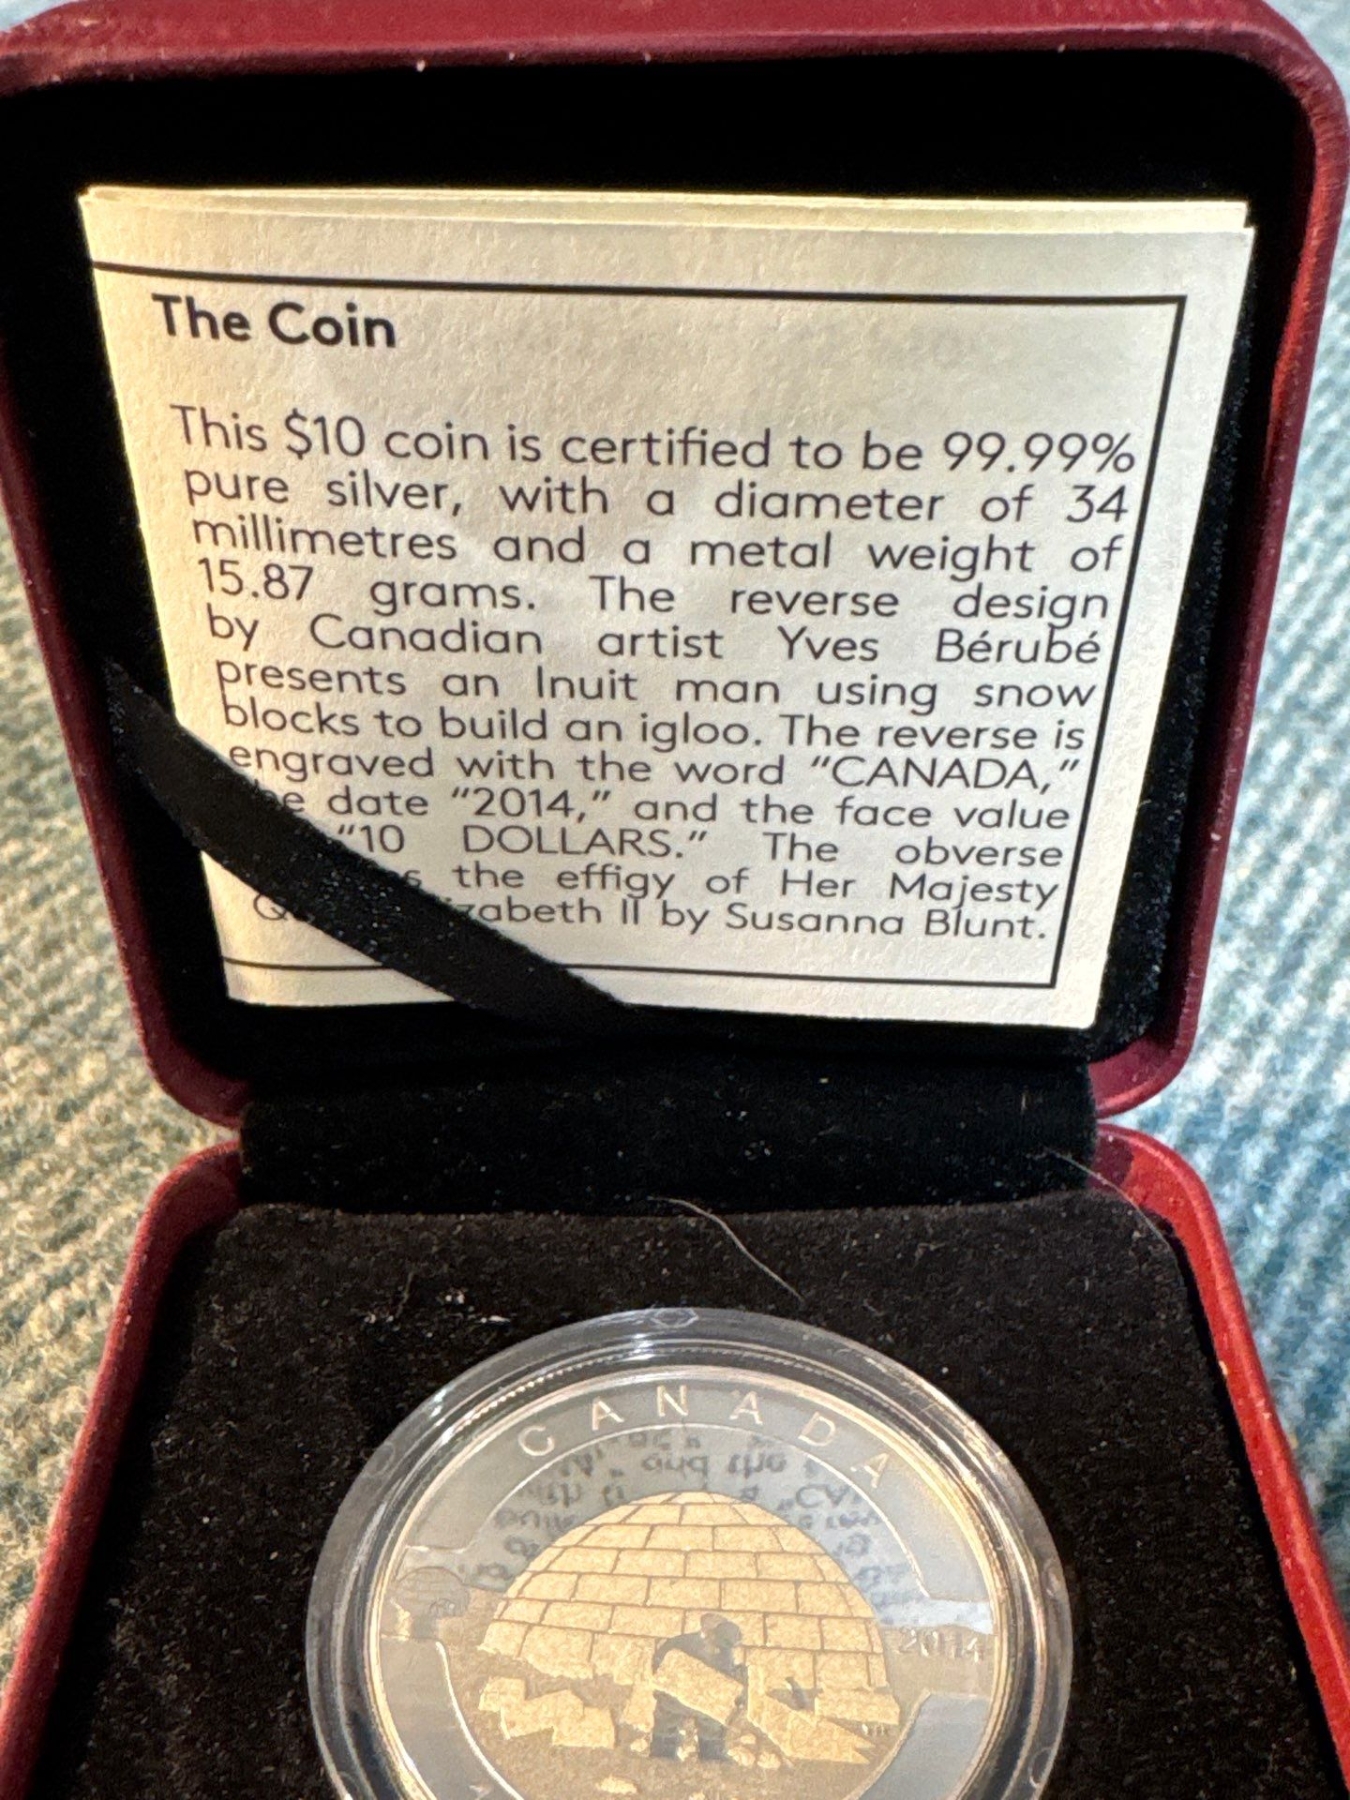 The Coin
This $10 coin is certified to be 99.99%
pure silver, with a diameter of 34
millimetres and a metal weight of
15.87 grams. The reverse design
by Canadian artist Yves Bérubé
presents an Inuit man using snow
blocks to build an igloo. The reverse is
engraved with the word “CANADA,”
date “2014,” and the face value
“10 DOLLARS.” The obverse
the effigy of Her Majesty
II by Susanna Blunt.
CANADA
2014